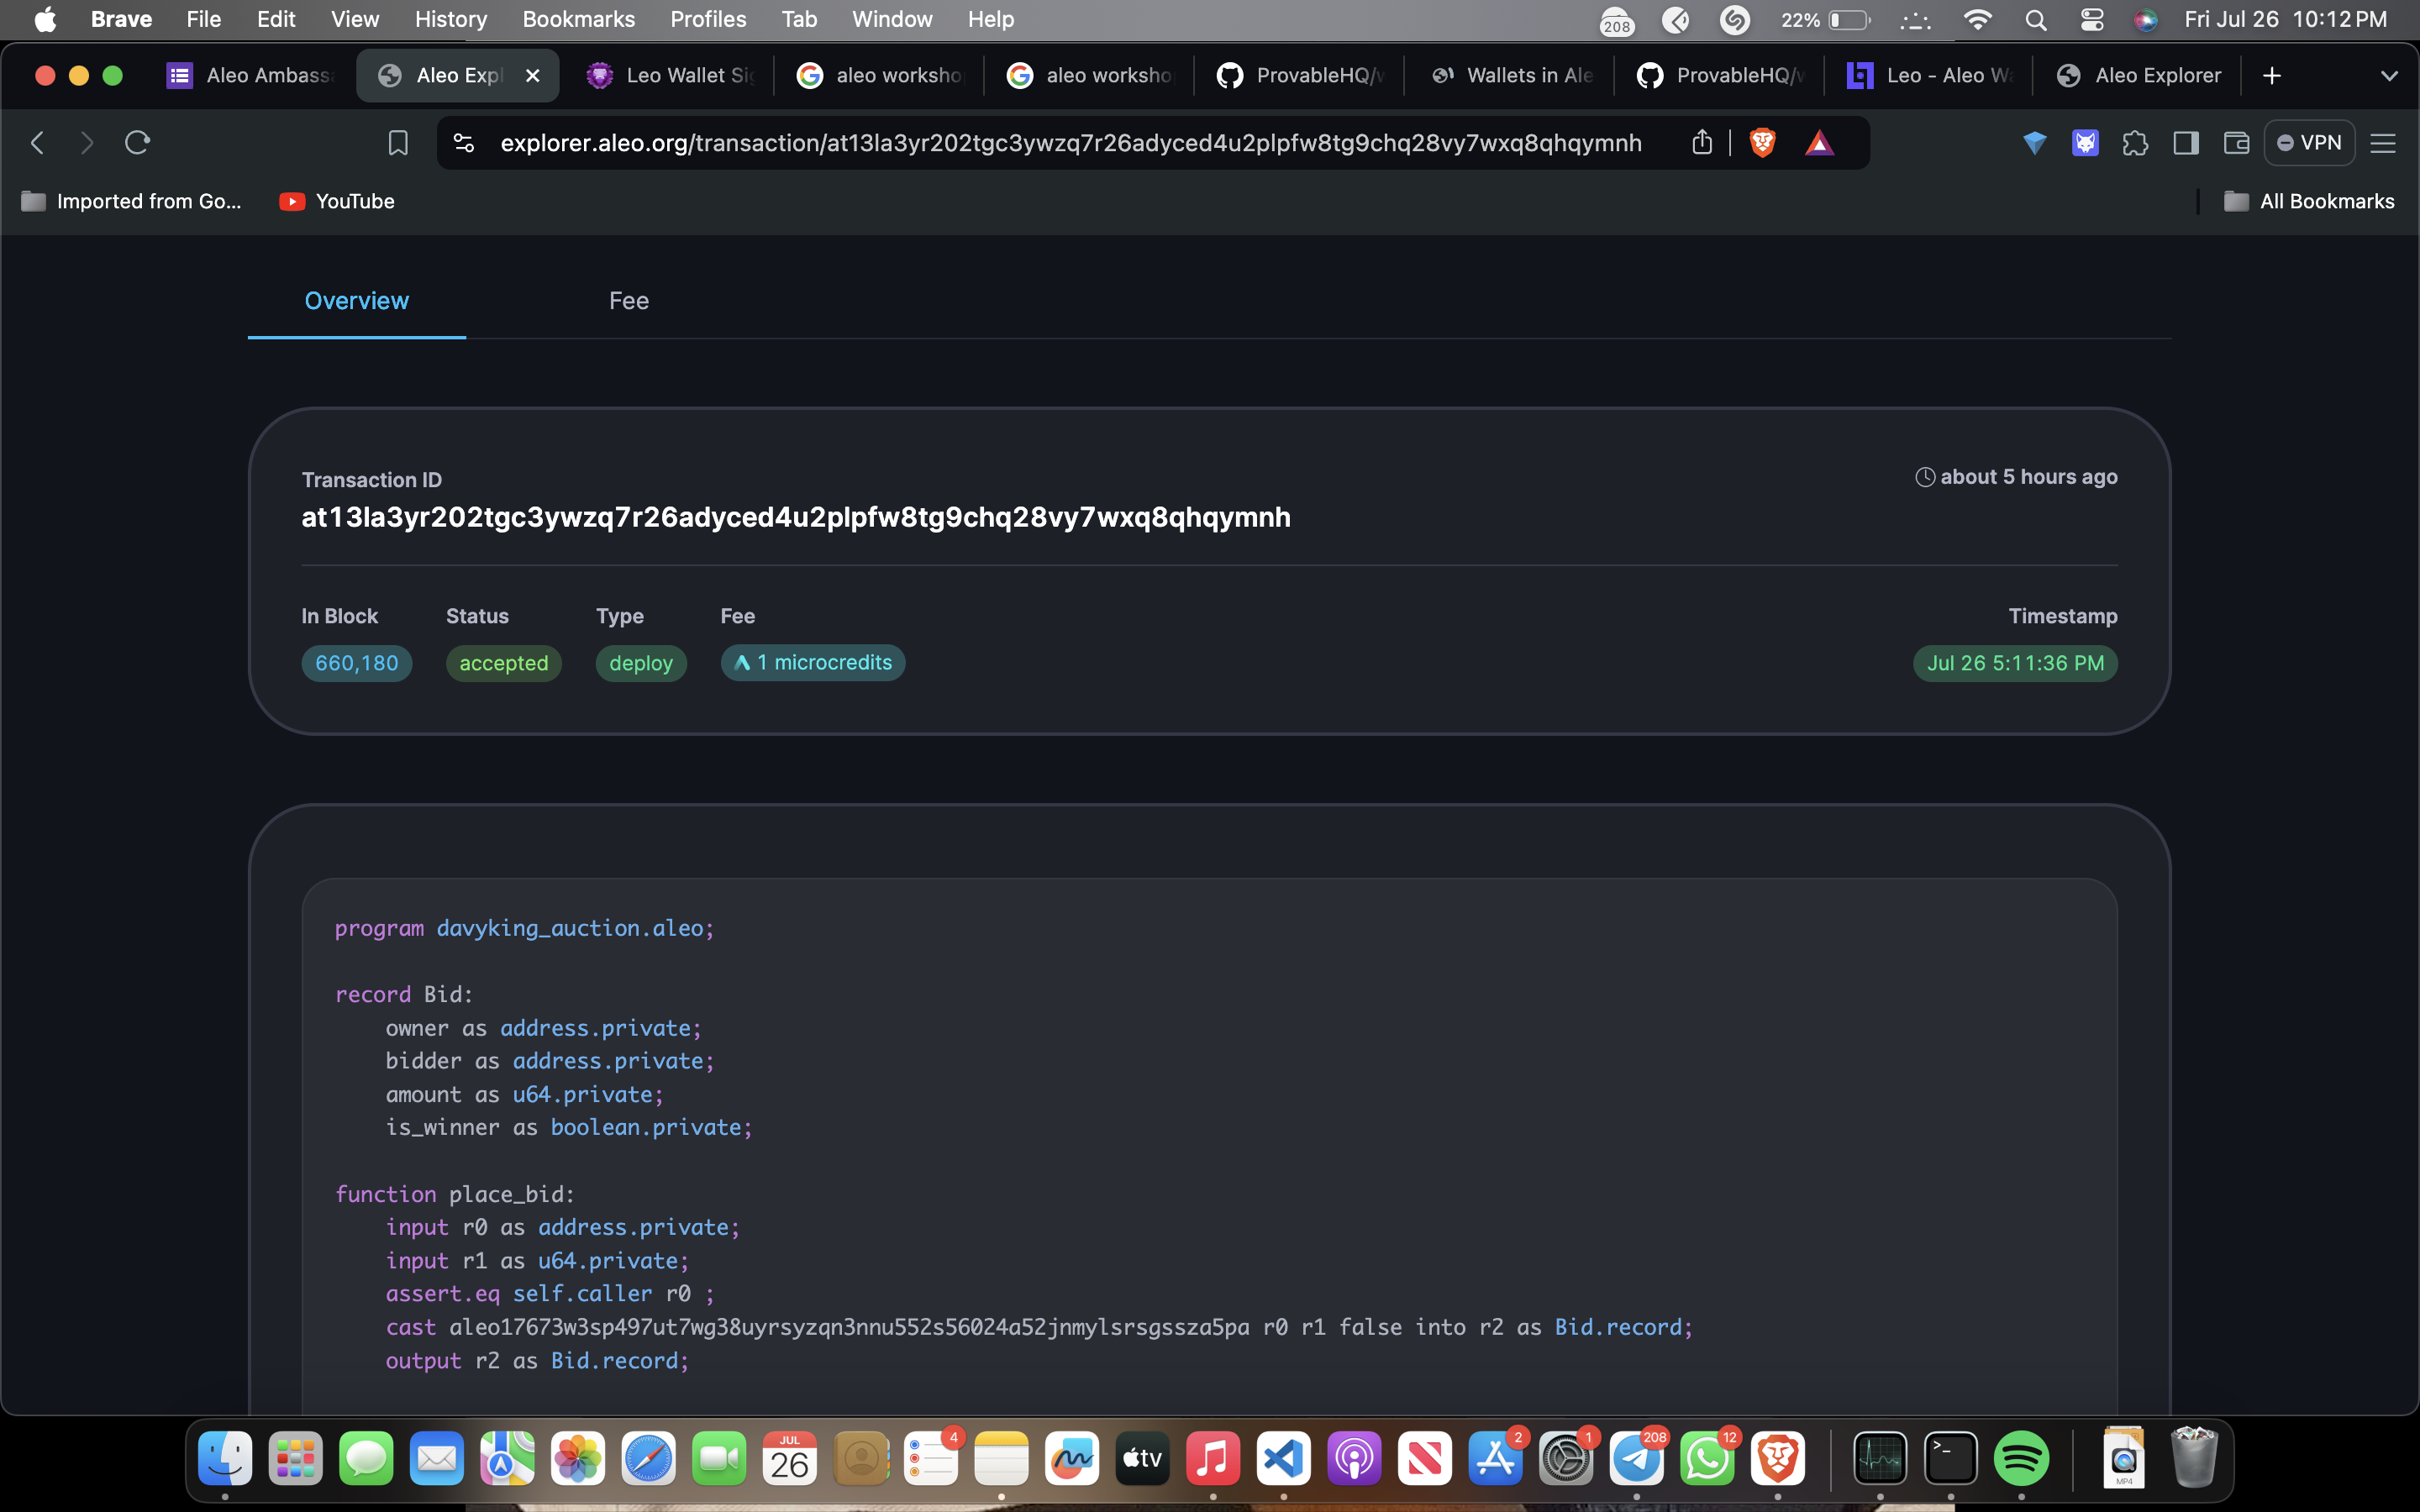 Brave File Edit View History Bookmarks Profiles Tab Window Help 208 22% Fri Jul 26 10:12 PM
Aleo Ambass Aleo Expl Leo Wallet Sig aleo worksho aleo worksho ProvableHQ/w Wallets in Ale ProvableHQ/w Leo - Aleo Wa Aleo Explorer
explorer.aleo.org/transaction/at13la3yr202tgc3ywzq7r26adyced4u2plpfw8tg9chq28vy7wxq8qhqymnh VPN
Imported from Go... YouTube All Bookmarks
Overview Fee
Transaction ID about 5 hours ago
at13la3yr202tgc3ywzq7r26adyced4u2plpfw8tg9chq28vy7wxq8qhqymnh
In Block Status Type Fee Timestamp
660,180 accepted deploy 1 microcredits Jul 26 5:11:36 PM
program davyking_auction.aleo;
record Bid:
owner as address.private;
bidder as address.private;
amount as u64.private;
is_winner as boolean.private;
function place_bid:
input r0 as address.private;
input r1 as u64.private;
assert.eq self.caller r0 ;
cast aleo17673w3sp497ut7wg38uyrsyzqn3nnu552s56024a52jnmylsrsgssza5pa r0 r1 false into r2 as Bid.record;
output r2 as Bid.record;
JUL 26 4 tv 2 1 208 12 MP4